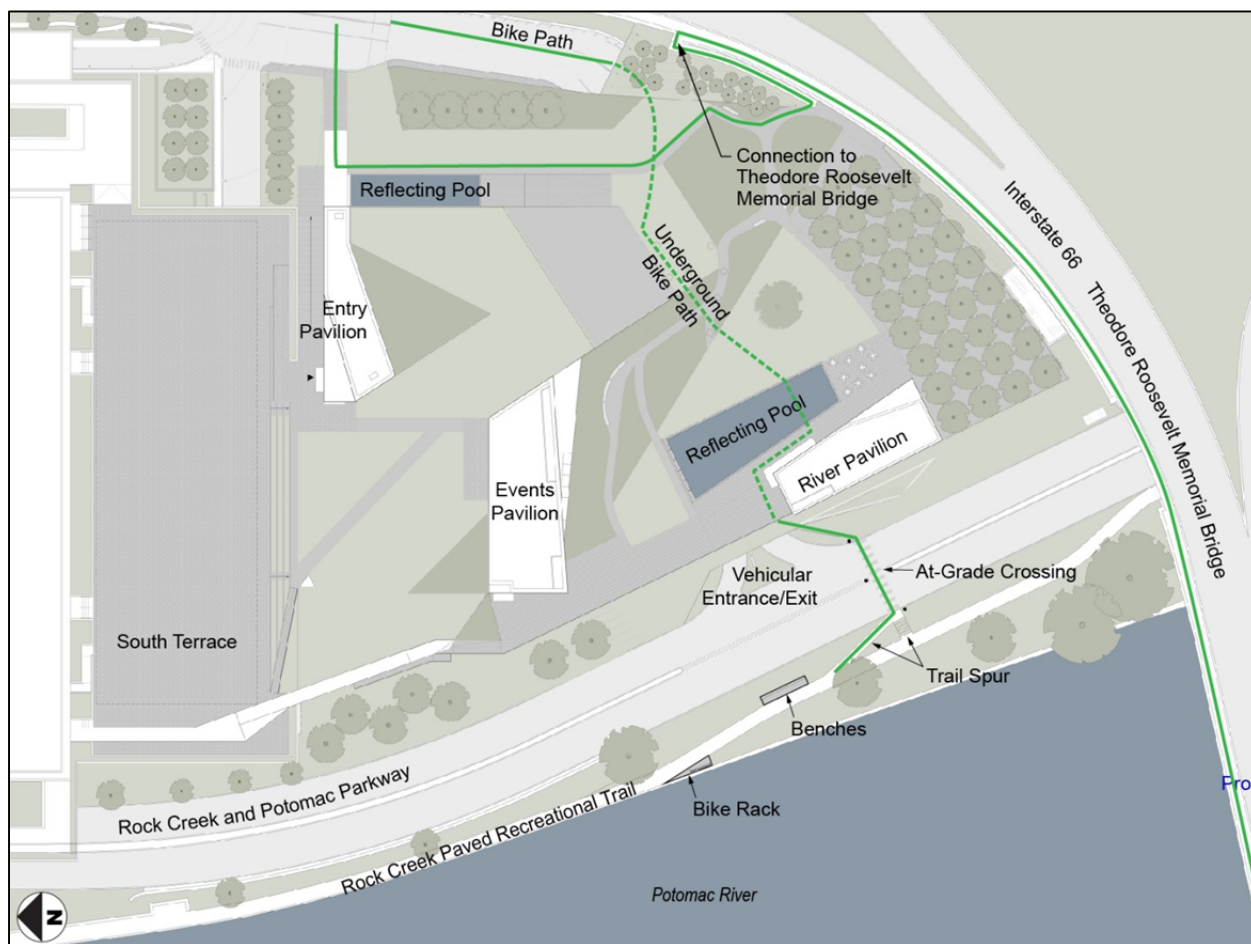 Bike Path
Connection to
Theodore Roosevelt
Memorial Bridge
Reflecting Pool
Interstate 66
Theodore Roosevelt Memorial Bridge
Underground
Bike Path
Entry
Pavilion
Reflecting Pool
River Pavilion
Events
Pavilion
Vehicular
Entrance/Exit
At-Grade Crossing
South Terrace
Trail Spur
Benches
Rock Creek and Potomac Parkway
Bike Rack
Rock Creek Paved Recreational Trail
Pro
Potomac River
N